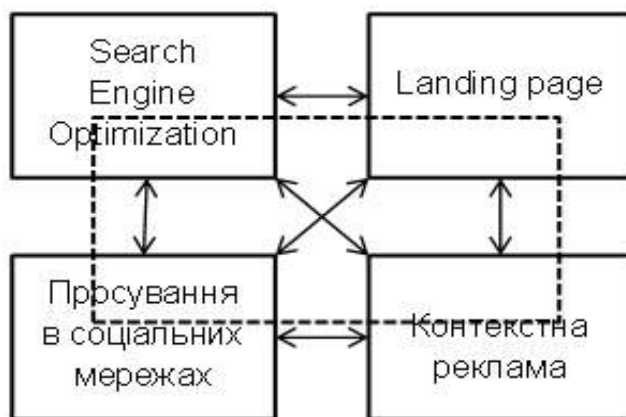 Search
Engine
Optimization
Landing page
Просування
в соціальних
мережах
Контекстна
реклама